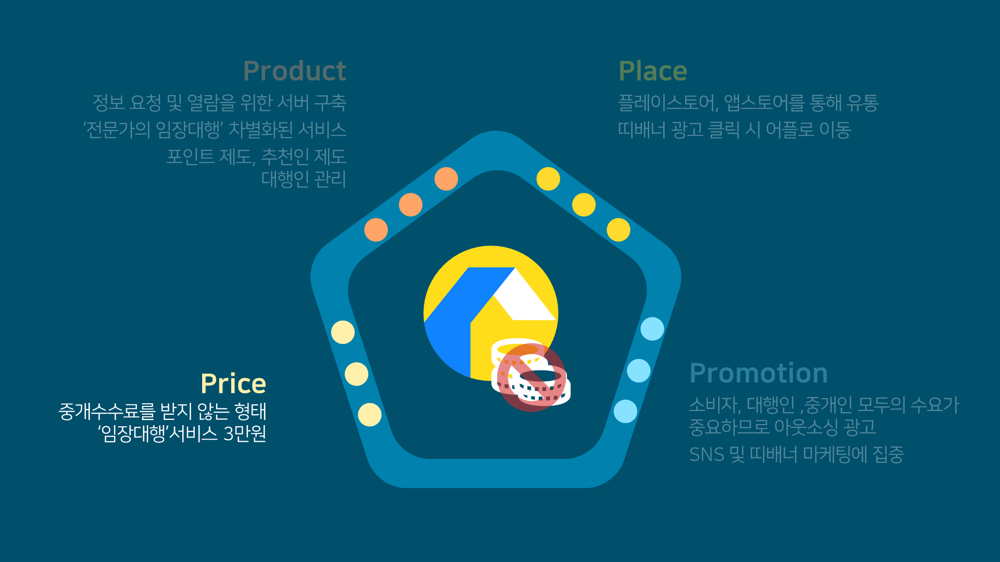 Product
정보 요청 및 열람을 위한 서버 구축
‘전문가의 임장대행’ 차별화된 서비스
포인트 제도, 추천인 제도
대행인 관리
Place
플레이스토어, 앱스토어를 통해 유통
띠배너 광고 클릭 시 어플로 이동
Price
중개수수료를 받지 않는 형태
‘임장대행’서비스 3만원
Promotion
소비자, 대행인 ,중개인 모두의 수요가
중요하므로 아웃소싱 광고
SNS 및 띠배너 마케팅에 집중